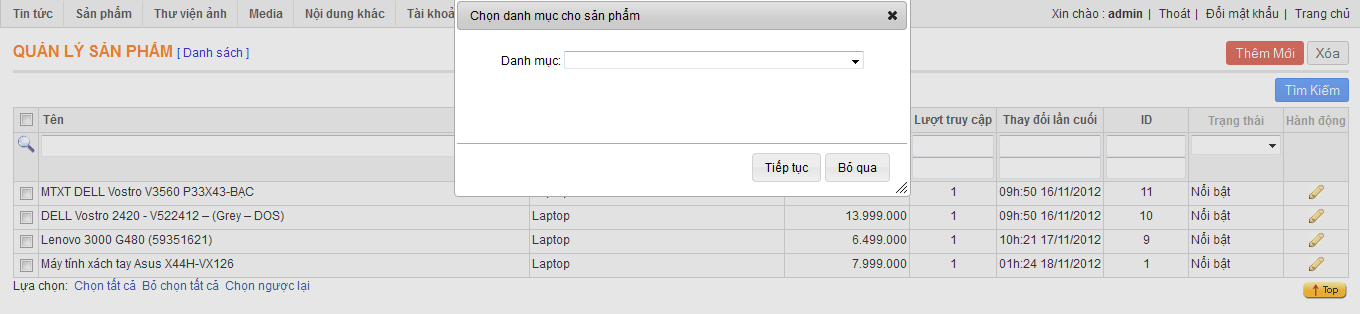 Tin tức Sản phẩm Thư viện ảnh Media Nội dung khác Tài khoả Xin chào : admin | Thoát | Đổi mật khẩu | Trang chủ
Chọn danh mục cho sản phẩm
QUẢN LÝ SẢN PHẨM [ Danh sách ] Thêm Mới Xóa
Danh mục:
Tìm Kiếm
Tên Lượt truy cập Thay đổi lần cuối ID Trạng thái Hành động
Tiếp tục Bỏ qua
MTXT DELL Vostro V3560 P33X43-BẠC 1 09h:50 16/11/2012 11 Nổi bật
DELL Vostro 2420 - V522412 – (Grey – DOS) Laptop 13.999.000 1 09h:50 16/11/2012 10 Nổi bật
Lenovo 3000 G480 (59351621) Laptop 6.499.000 1 10h:21 17/11/2012 9 Nổi bật
Máy tính xách tay Asus X44H-VX126 Laptop 7.999.000 1 01h:24 18/11/2012 1 Nổi bật
Lựa chọn: Chọn tất cả Bỏ chọn tất cả Chọn ngược lại Top